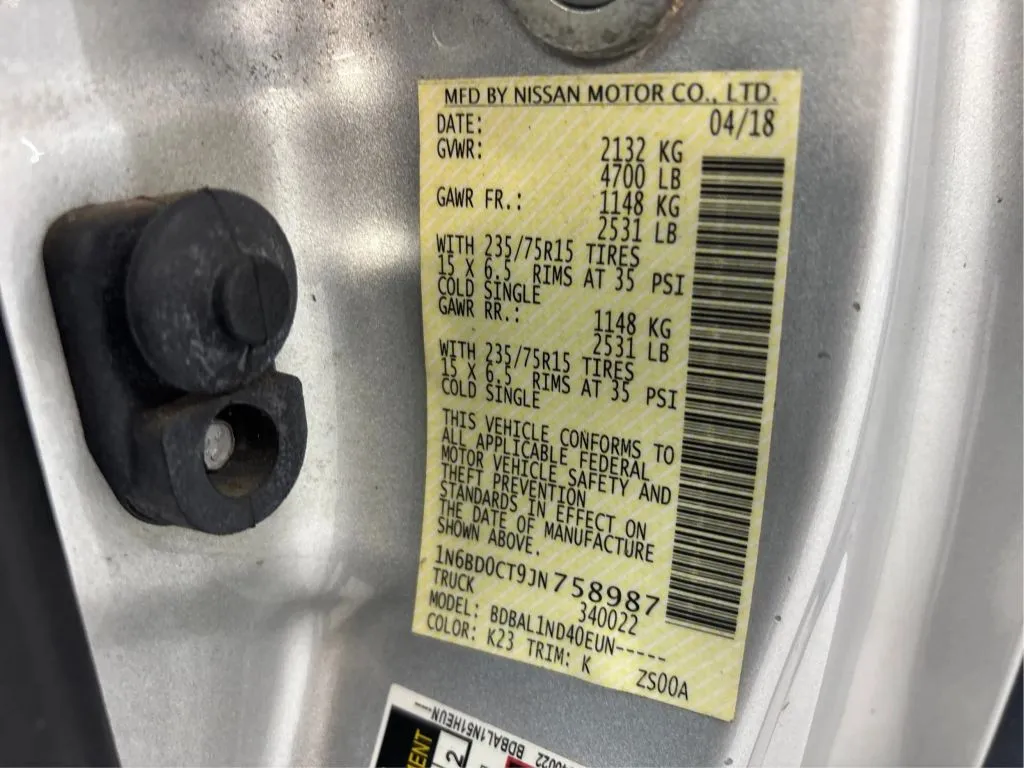 MFD BY NISSAN MOTOR CO., LTD.
DATE: 04/18
GVWR: 2132 KG
4700 LB
GAWR FR.: 1148 KG
2531 LB
WITH 235/75R15 TIRES
15 X 6.5 RIMS AT 35 PSI
COLD SINGLE
GAWR RR.: 1148 KG
2531 LB
WITH 235/75R15 TIRES
15 X 6.5 RIMS AT 35 PSI
COLD SINGLE
THIS VEHICLE CONFORMS TO
ALL APPLICABLE FEDERAL
MOTOR VEHICLE SAFETY AND
THEFT PREVENTION
STANDARDS IN EFFECT ON
THE DATE OF MANUFACTURE
SHOWN ABOVE.
1N6BD0CT9JN758987
TRUCK 340022
MODEL: BDBAL1ND40EUN-----
COLOR: K23 TRIM: K ZS00A
BDBAL1N51HEUN
2